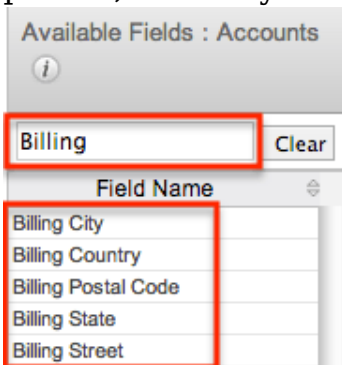 Available Fields : Accounts
i
Billing Clear
Field Name
Billing City
Billing Country
Billing Postal Code
Billing State
Billing Street